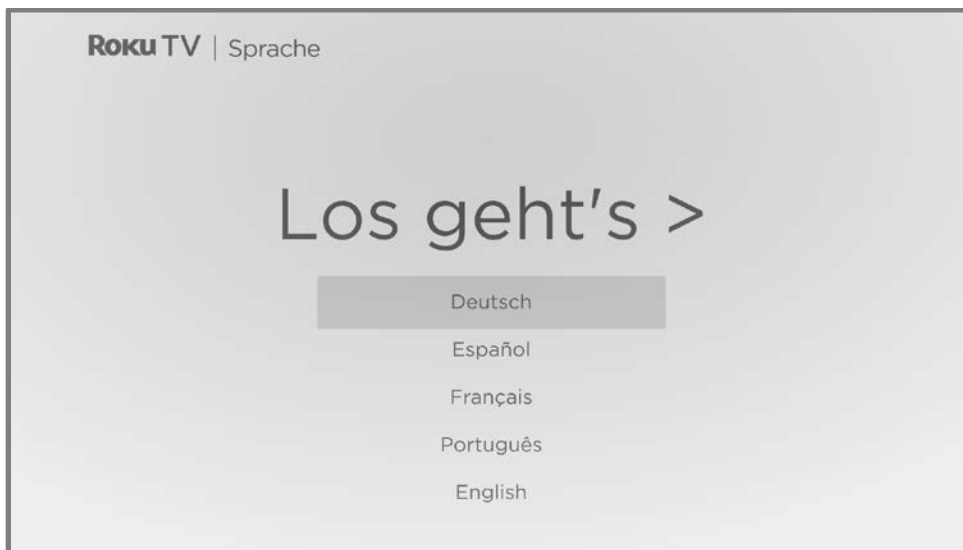 Roku TV | Sprache
Los geht's >
Deutsch
Español
Français
Português
English